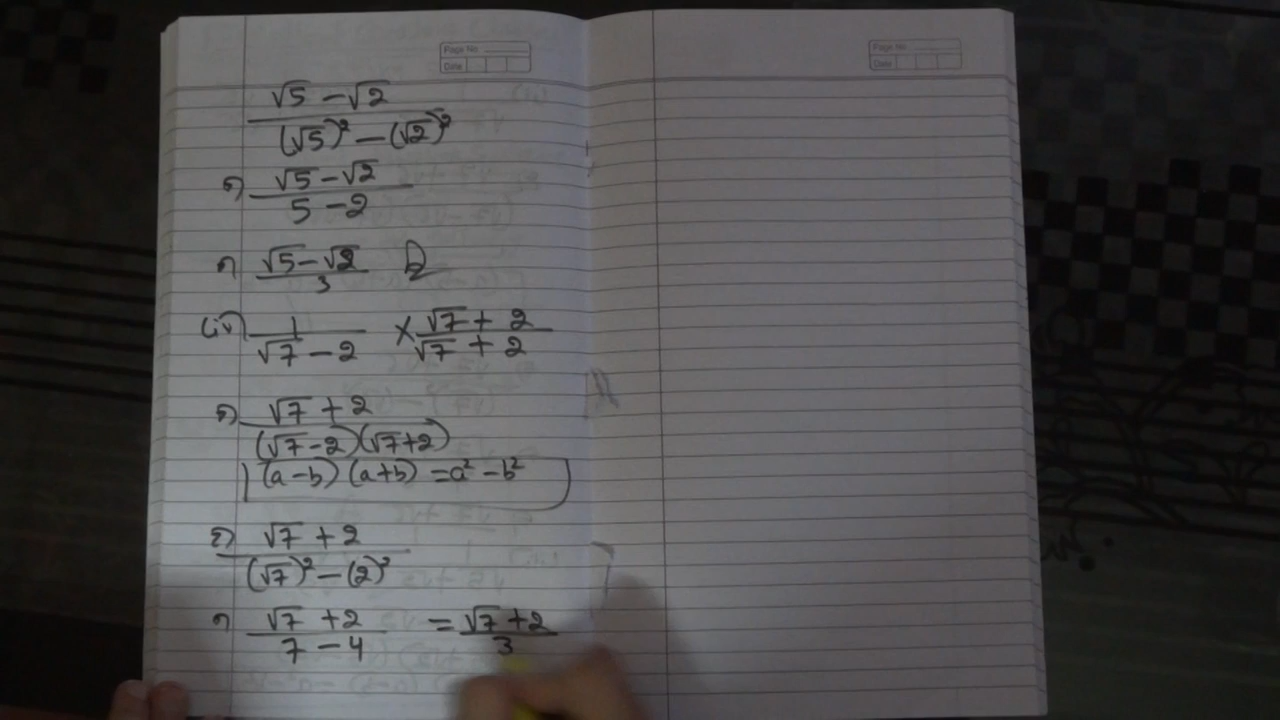 Page No
Date
Page No
Date
√5 - √2
(√5)² - (√2)²
⇒ √5 - √2
5 - 2
⇒ √5 - √2
3
(iv) 1 × √7 + 2
√7 - 2 √7 + 2
⇒ √7 + 2
(√7 - 2)(√7 + 2)
(a - b) (a + b) = a² - b²
⇒ √7 + 2
(√7)² - (2)²
⇒ √7 + 2 = √7 + 2
7 - 4 3